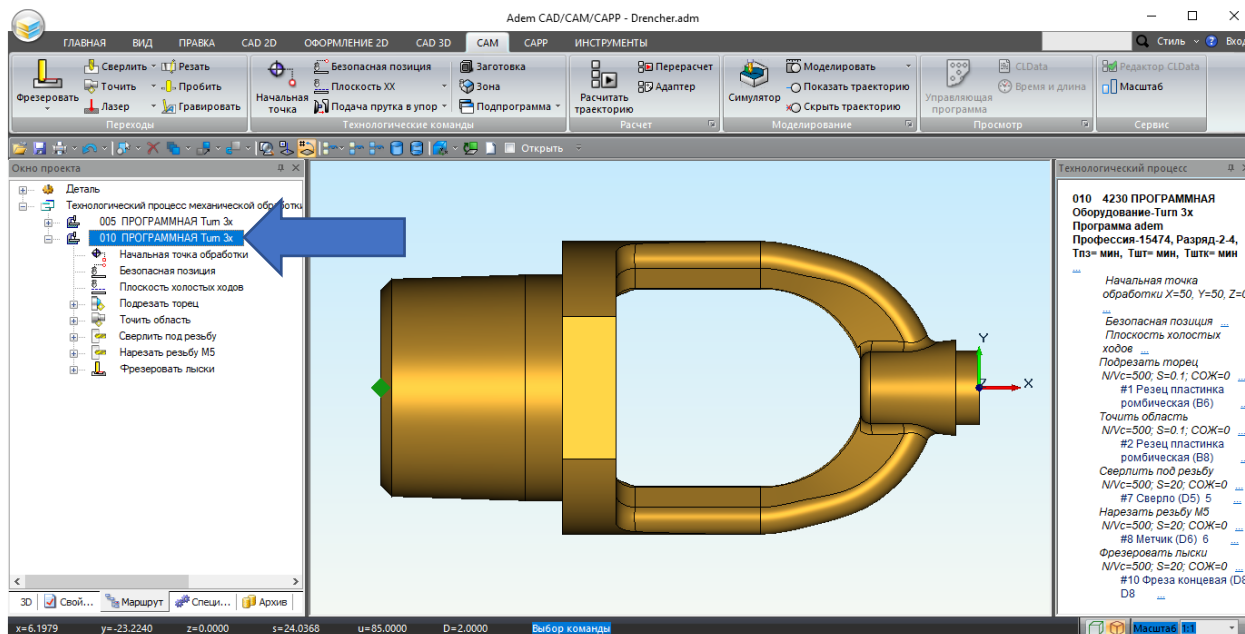 Adem CAD/CAM/CAPP - Drencher.adm
ГЛАВНАЯ ВИД ПРАВКА CAD 2D ОФОРМЛЕНИЕ 2D CAD 3D CAM CAPP ИНСТРУМЕНТЫ Стиль Вход
Фрезеровать
Сверлить Резать
Точить Пробить
Лазер Гравировать
Переходы
Начальная
точка
Безопасная позиция
Плоскость XX
Подача прутка в упор
Заготовка
Зона
Подпрограмма
Технологические команды
Расчитать
траекторию
Перерасчет
Адаптер
Расчет
Симулятор
Моделировать
Показать траекторию
Скрыть траекторию
Моделирование
Управляющая
программа
CLData
Время и длина
Просмотр
Редактор CLData
Масштаб
Сервис
Открыть
Окно проекта
Деталь
Технологический процесс механической обработки
005 ПРОГРАММНАЯ Turn 3x
010 ПРОГРАММНАЯ Turn 3x
Начальная точка обработки
Безопасная позиция
Плоскость холостых ходов
Подрезать торец
Точить область
Сверлить под резьбу
Нарезать резьбу М5
Фрезеровать лыски
3D Свой... Маршрут Специ... Архив
Y
Z X
Технологический процесс
010 4230 ПРОГРАММНАЯ
Оборудование-Turn 3x
Программа adem
Профессия-15474, Разряд-2-4,
Тпз= мин, Тшт= мин, Тштк= мин
...
Начальная точка
обработки X=50, Y=50, Z=0
...
Безопасная позиция ...
Плоскость холостых
ходов ...
Подрезать торец
N/Vc=500; S=0.1; СОЖ=0 ...
#1 Резец пластинка
ромбическая (B6) ...
Точить область
N/Vc=500; S=0.1; СОЖ=0 ...
#2 Резец пластинка
ромбическая (B8) ...
Сверлить под резьбу
N/Vc=500; S=20; СОЖ=0 ...
#7 Сверло (D5) 5 ...
Нарезать резьбу М5
N/Vc=500; S=20; СОЖ=0 ...
#8 Метчик (D6) 6 ...
Фрезеровать лыски
N/Vc=500; S=20; СОЖ=0 ...
#10 Фреза концевая (D8
D8 ...
x=6.1979 y=-23.2240 z=0.0000 s=24.0368 u=85.0000 D=2.0000 Выбор команды Масштаб 1:1